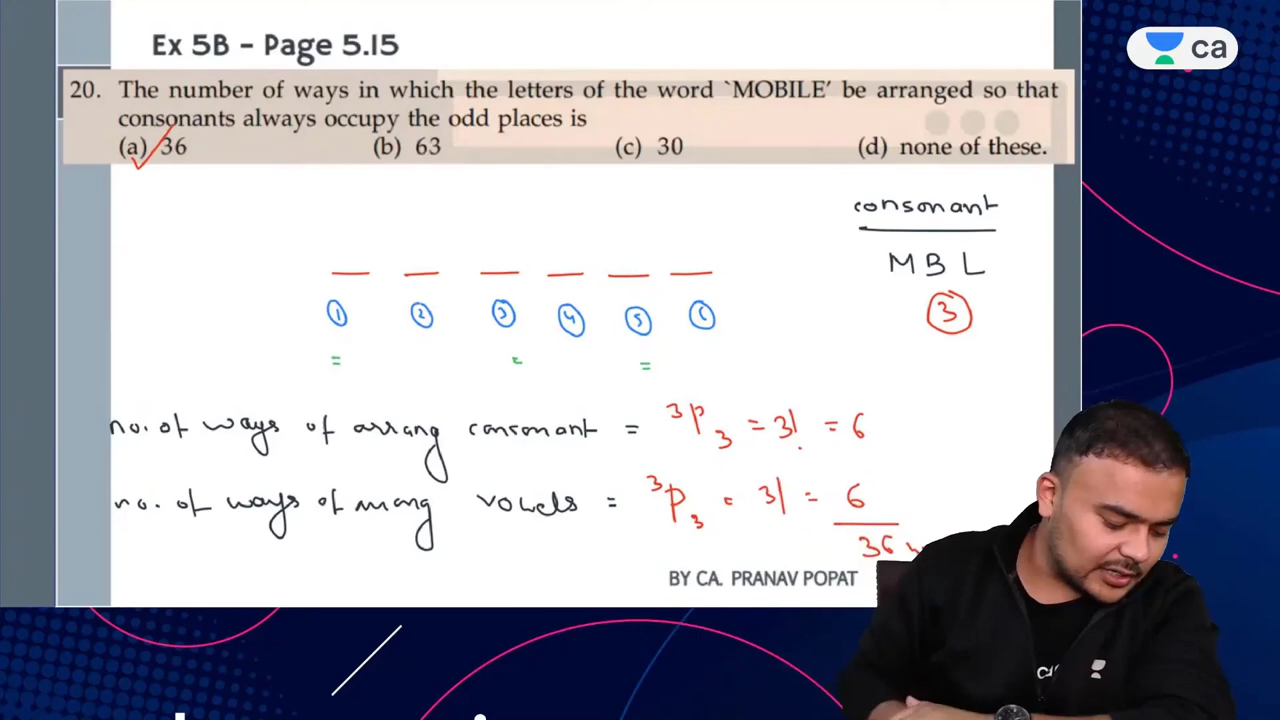 Ex 5B - Page 5.15
ca
20. The number of ways in which the letters of the word `MOBILE' be arranged so that
consonants always occupy the odd places is
(a) 36 (b) 63 (c) 30 (d) none of these.
consonant
M B L
3
1 2 3 4 5 6
no. of ways of arrang consonant = ³P₃ = 3! = 6
no. of ways of arrang vowels = ³P₃ = 3! = 6
36
BY CA. PRANAV POPAT